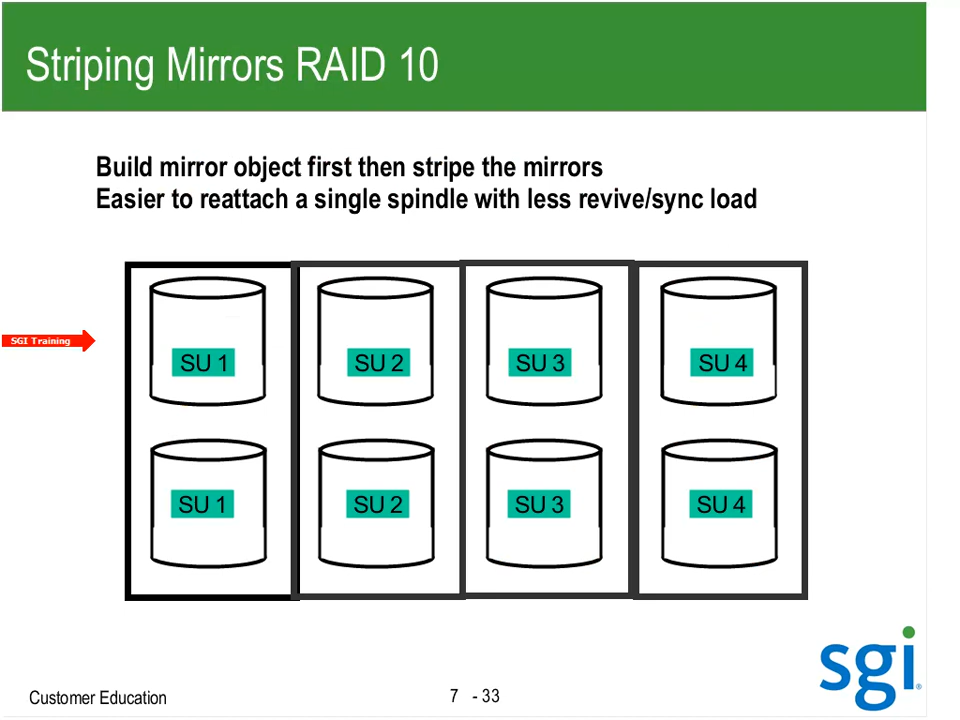 Striping Mirrors RAID 10
Build mirror object first then stripe the mirrors
Easier to reattach a single spindle with less revive/sync load
SGI Training
SU 1 SU 2 SU 3 SU 4
SU 1 SU 2 SU 3 SU 4
sgi®
Customer Education 7 - 33